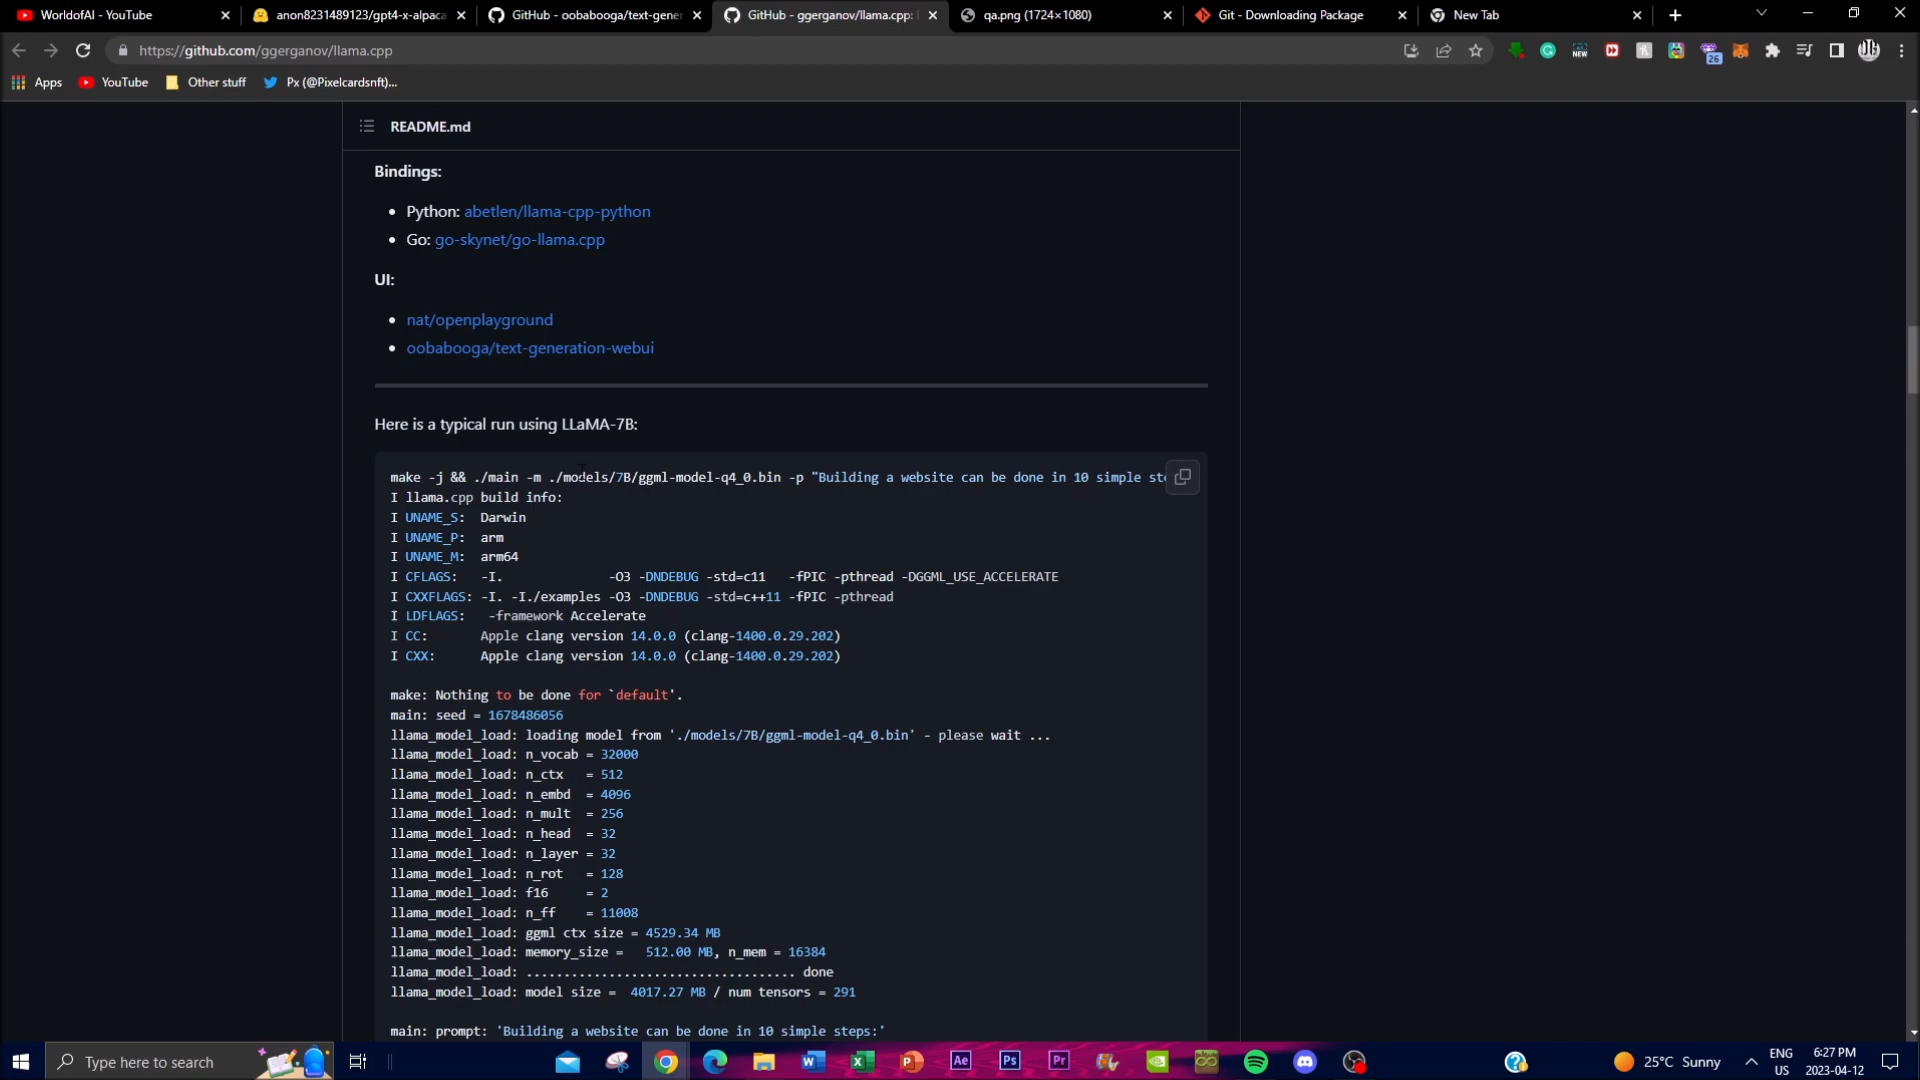 WorldofAI - YouTube
anon8231489123/gpt4-x-alpaca
GitHub - oobabooga/text-gener
GitHub - ggerganov/llama.cpp:
qa.png (1724×1080)
Git - Downloading Package
New Tab
https://github.com/ggerganov/llama.cpp
NEW
26
Apps
YouTube
Other stuff
Px (@Pixelcardsnft)...
README.md
Bindings:
Python: abetlen/llama-cpp-python
Go: go-skynet/go-llama.cpp
UI:
nat/openplayground
oobabooga/text-generation-webui
Here is a typical run using LLaMA-7B:
make -j && ./main -m ./models/7B/ggml-model-q4_0.bin -p "Building a website can be done in 10 simple ste
I llama.cpp build info:
I UNAME_S:  Darwin
I UNAME_P:  arm
I UNAME_M:  arm64
I CFLAGS:   -I.              -O3 -DNDEBUG -std=c11   -fPIC -pthread -DGGML_USE_ACCELERATE
I CXXFLAGS: -I. -I./examples -O3 -DNDEBUG -std=c++11 -fPIC -pthread
I LDFLAGS:   -framework Accelerate
I CC:       Apple clang version 14.0.0 (clang-1400.0.29.202)
I CXX:      Apple clang version 14.0.0 (clang-1400.0.29.202)
make: Nothing to be done for `default'.
main: seed = 1678486056
llama_model_load: loading model from './models/7B/ggml-model-q4_0.bin' - please wait ...
llama_model_load: n_vocab = 32000
llama_model_load: n_ctx   = 512
llama_model_load: n_embd  = 4096
llama_model_load: n_mult  = 256
llama_model_load: n_head  = 32
llama_model_load: n_layer = 32
llama_model_load: n_rot   = 128
llama_model_load: f16     = 2
llama_model_load: n_ff    = 11008
llama_model_load: ggml ctx size = 4529.34 MB
llama_model_load: memory_size =   512.00 MB, n_mem = 16384
llama_model_load: .................................... done
llama_model_load: model size =  4017.27 MB / num tensors = 291
main: prompt: 'Building a website can be done in 10 simple steps:'
Type here to search
W
X
P
Ae
Ps
Pr
25°C Sunny
ENG
US
6:27 PM
2023-04-12